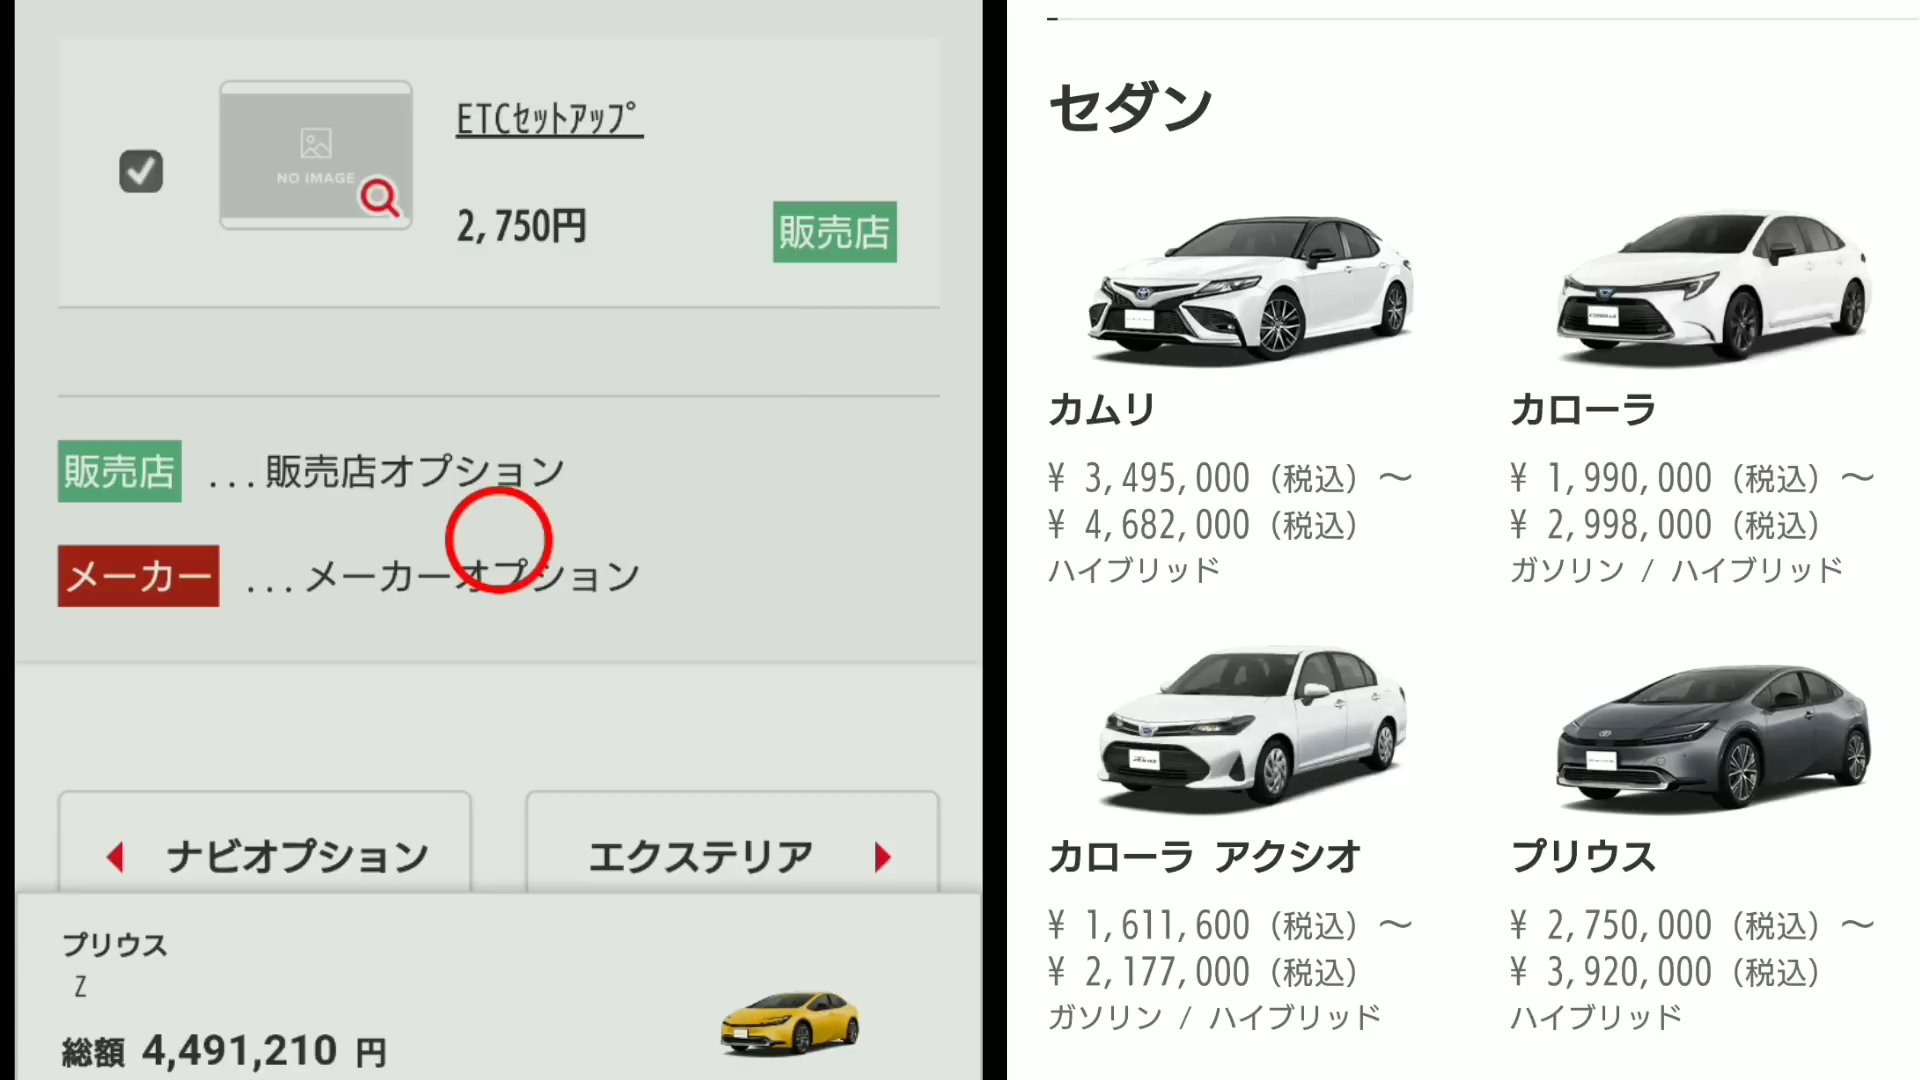 ETCｾｯﾄｱｯﾌﾟ
NO IMAGE
2,750円
販売店
販売店 ...販売店オプション
メーカー ...メーカーオプション
ナビオプション
エクステリア
プリウス
Z
総額 4,491,210 円
セダン
カムリ
¥ 3,495,000（税込）～
¥ 4,682,000（税込）
ハイブリッド
カローラ
¥ 1,990,000（税込）～
¥ 2,998,000（税込）
ガソリン / ハイブリッド
カローラ アクシオ
¥ 1,611,600（税込）～
¥ 2,177,000（税込）
ガソリン / ハイブリッド
プリウス
¥ 2,750,000（税込）～
¥ 3,920,000（税込）
ハイブリッド